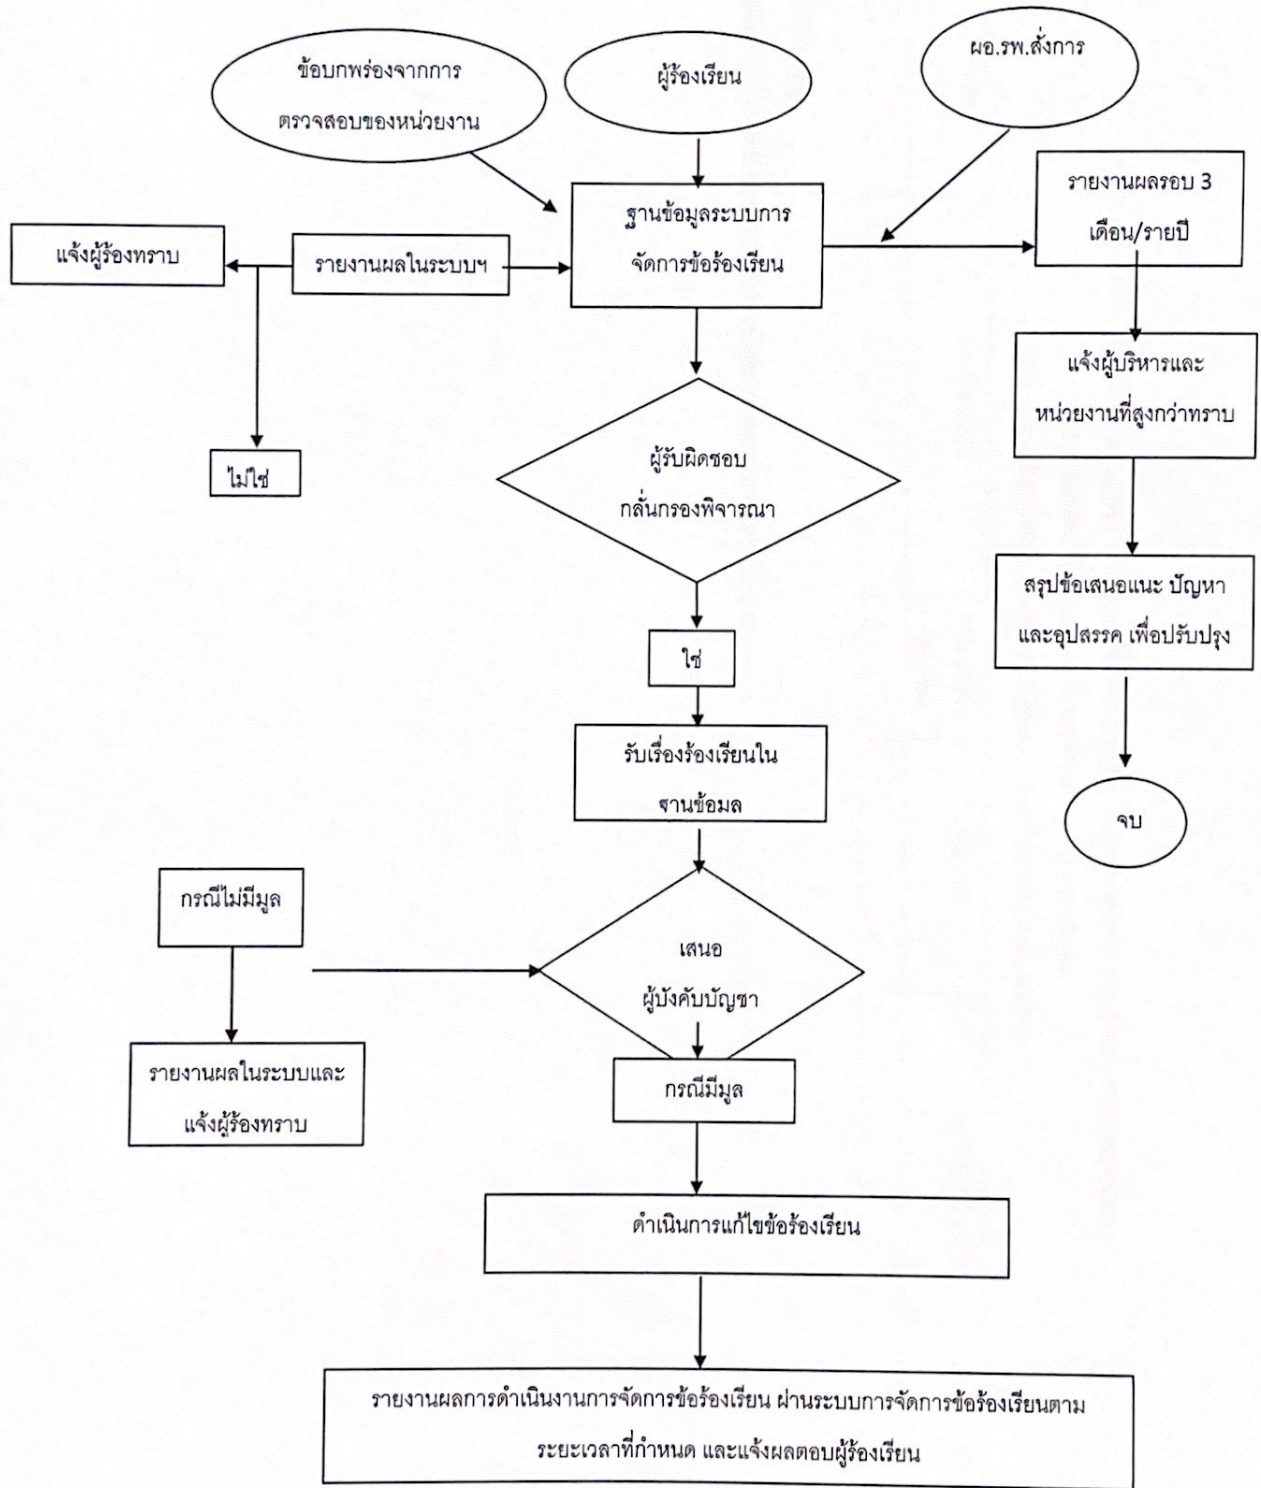 ข้อบกพร่องจากการ
ตรวจสอบของหน่วยงาน
ผู้ร้องเรียน
ผอ.รพ.สั่งการ
รายงานผลรอบ 3
เดือน/รายปี
ฐานข้อมูลระบบการ
จัดการข้อร้องเรียน
รายงานผลในระบบฯ
แจ้งผู้ร้องทราบ
ไม่ใช่
แจ้งผู้บริหารและ
หน่วยงานที่สูงกว่าทราบ
ผู้รับผิดชอบ
กลั่นกรองพิจารณา
สรุปข้อเสนอแนะ ปัญหา
และอุปสรรค เพื่อปรับปรุง
ใช่
รับเรื่องร้องเรียนใน
ฐานข้อมูล
จบ
กรณีไม่มีมูล
เสนอ
ผู้บังคับบัญชา
รายงานผลในระบบและ
แจ้งผู้ร้องทราบ
กรณีมีมูล
ดำเนินการแก้ไขข้อร้องเรียน
รายงานผลการดำเนินงานการจัดการข้อร้องเรียน ผ่านระบบการจัดการข้อร้องเรียนตาม
ระยะเวลาที่กำหนด และแจ้งผลตอบผู้ร้องเรียน